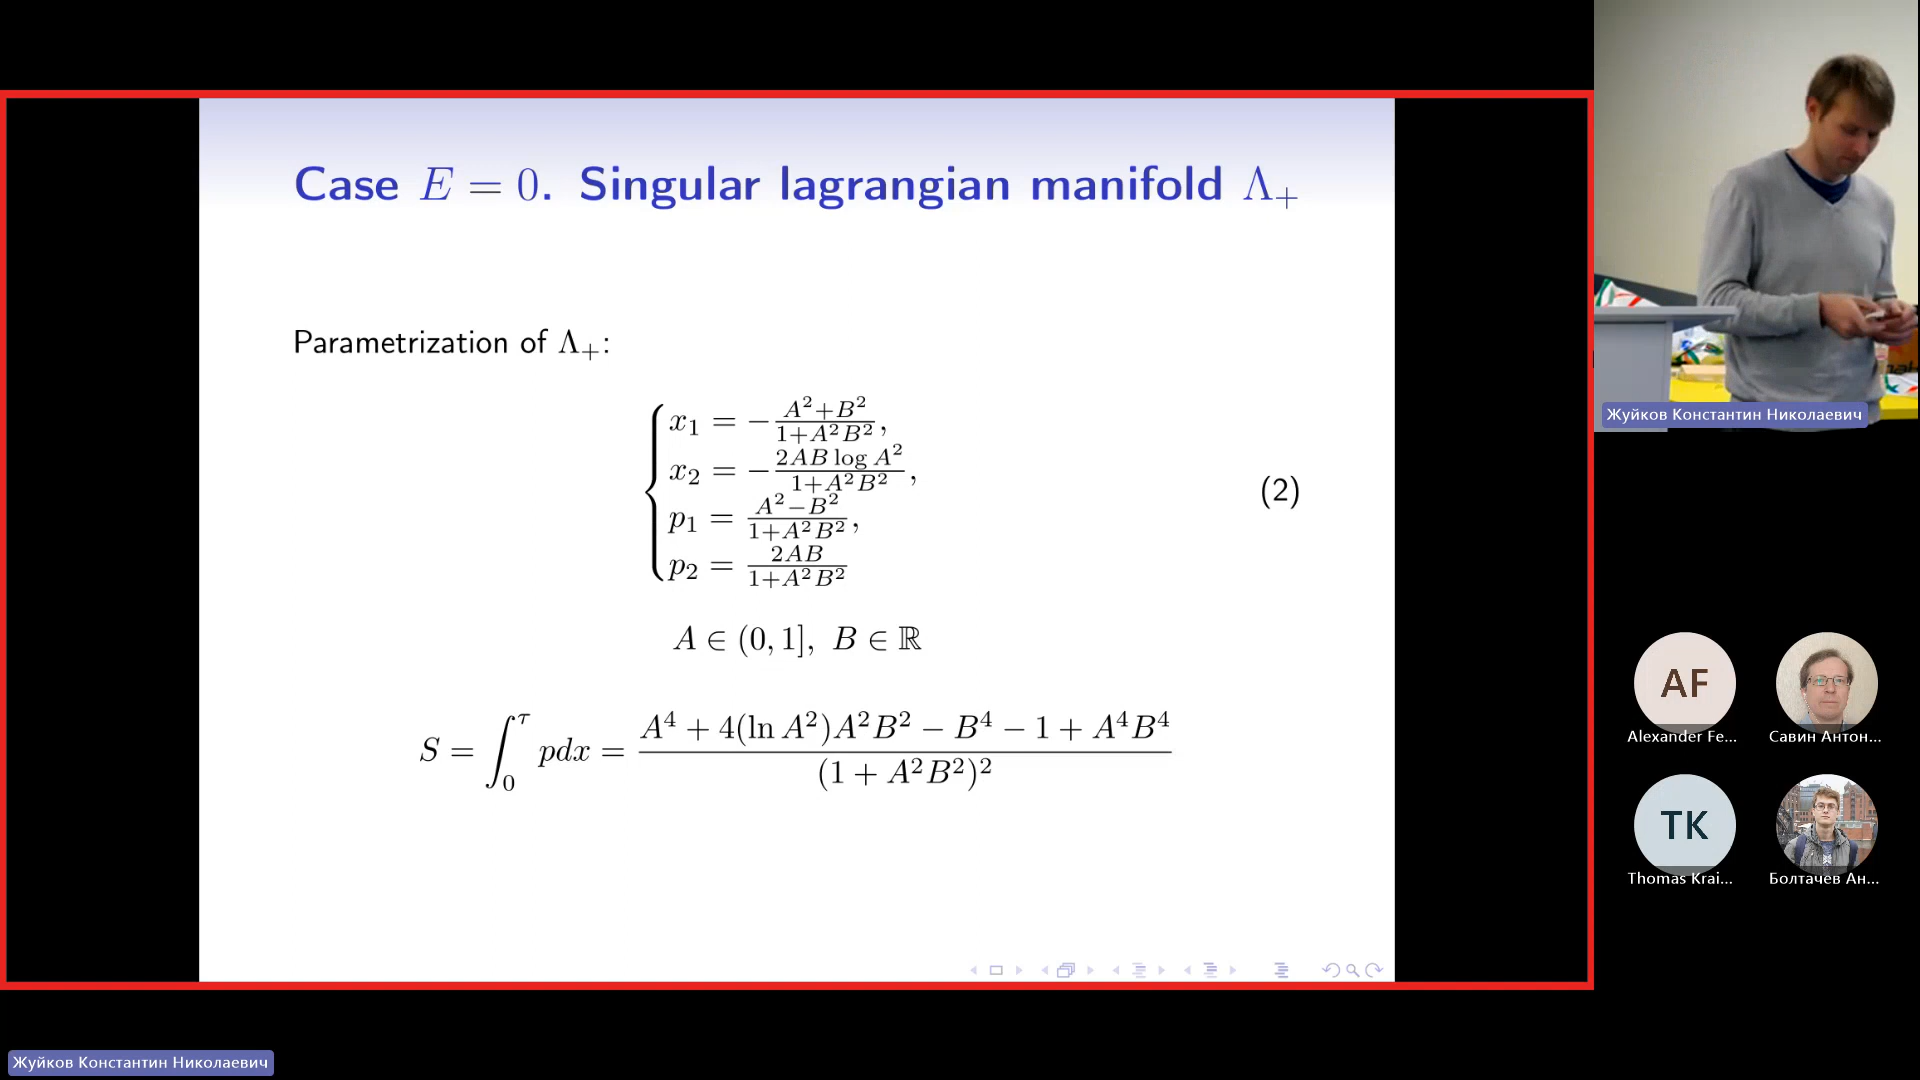 Case E = 0. Singular lagrangian manifold Λ₊
Parametrization of Λ₊:
x₁ = −(A²+B²)/(1+A²B²),
x₂ = −(2AB log A²)/(1+A²B²),
p₁ = (A²−B²)/(1+A²B²),
p₂ = 2AB/(1+A²B²)
(2)
A ∈ (0, 1], B ∈ ℝ
S = ∫₀^τ pdx = (A⁴ + 4(ln A²)A²B² − B⁴ − 1 + A⁴B⁴)/(1 + A²B²)²
Жуйков Константин Николаевич
AF
Alexander Fe...
Савин Антон...
TK
Thomas Krai...
Болтачев Ан...
Жуйков Константин Николаевич